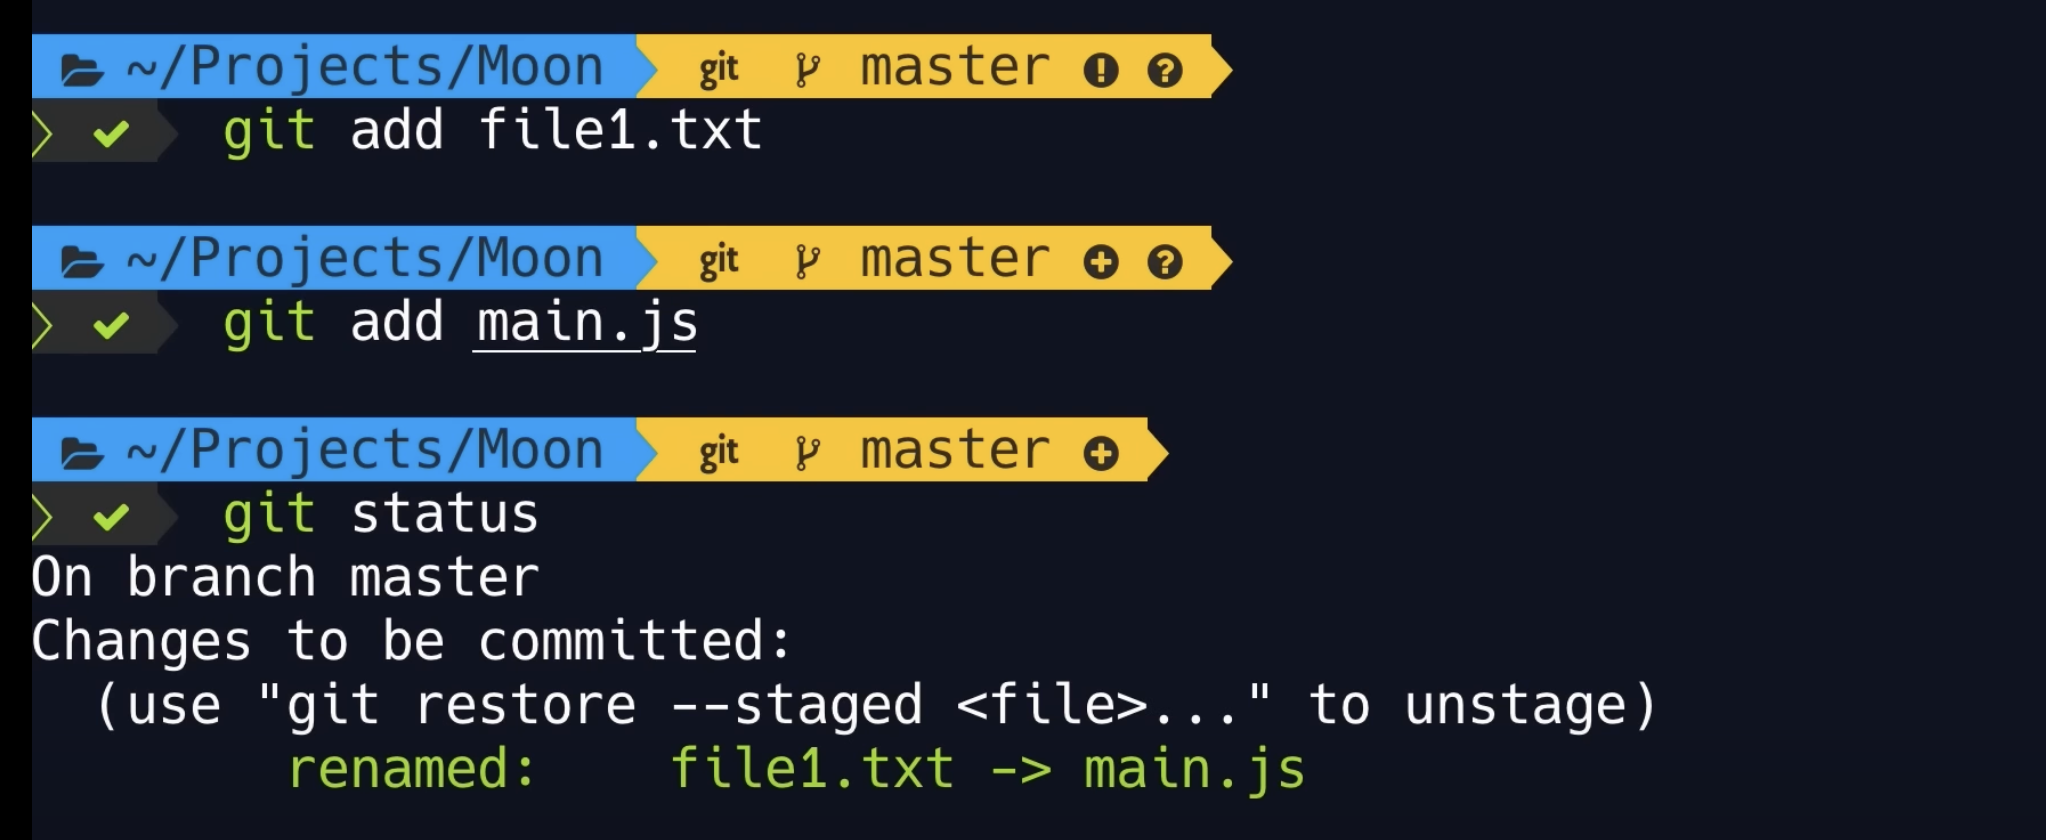 ~/Projects/Moon git master ! ?
git add file1.txt
~/Projects/Moon git master + ?
git add main.js
~/Projects/Moon git master +
git status
On branch master
Changes to be committed:
(use "git restore --staged <file>..." to unstage)
renamed: file1.txt -> main.js